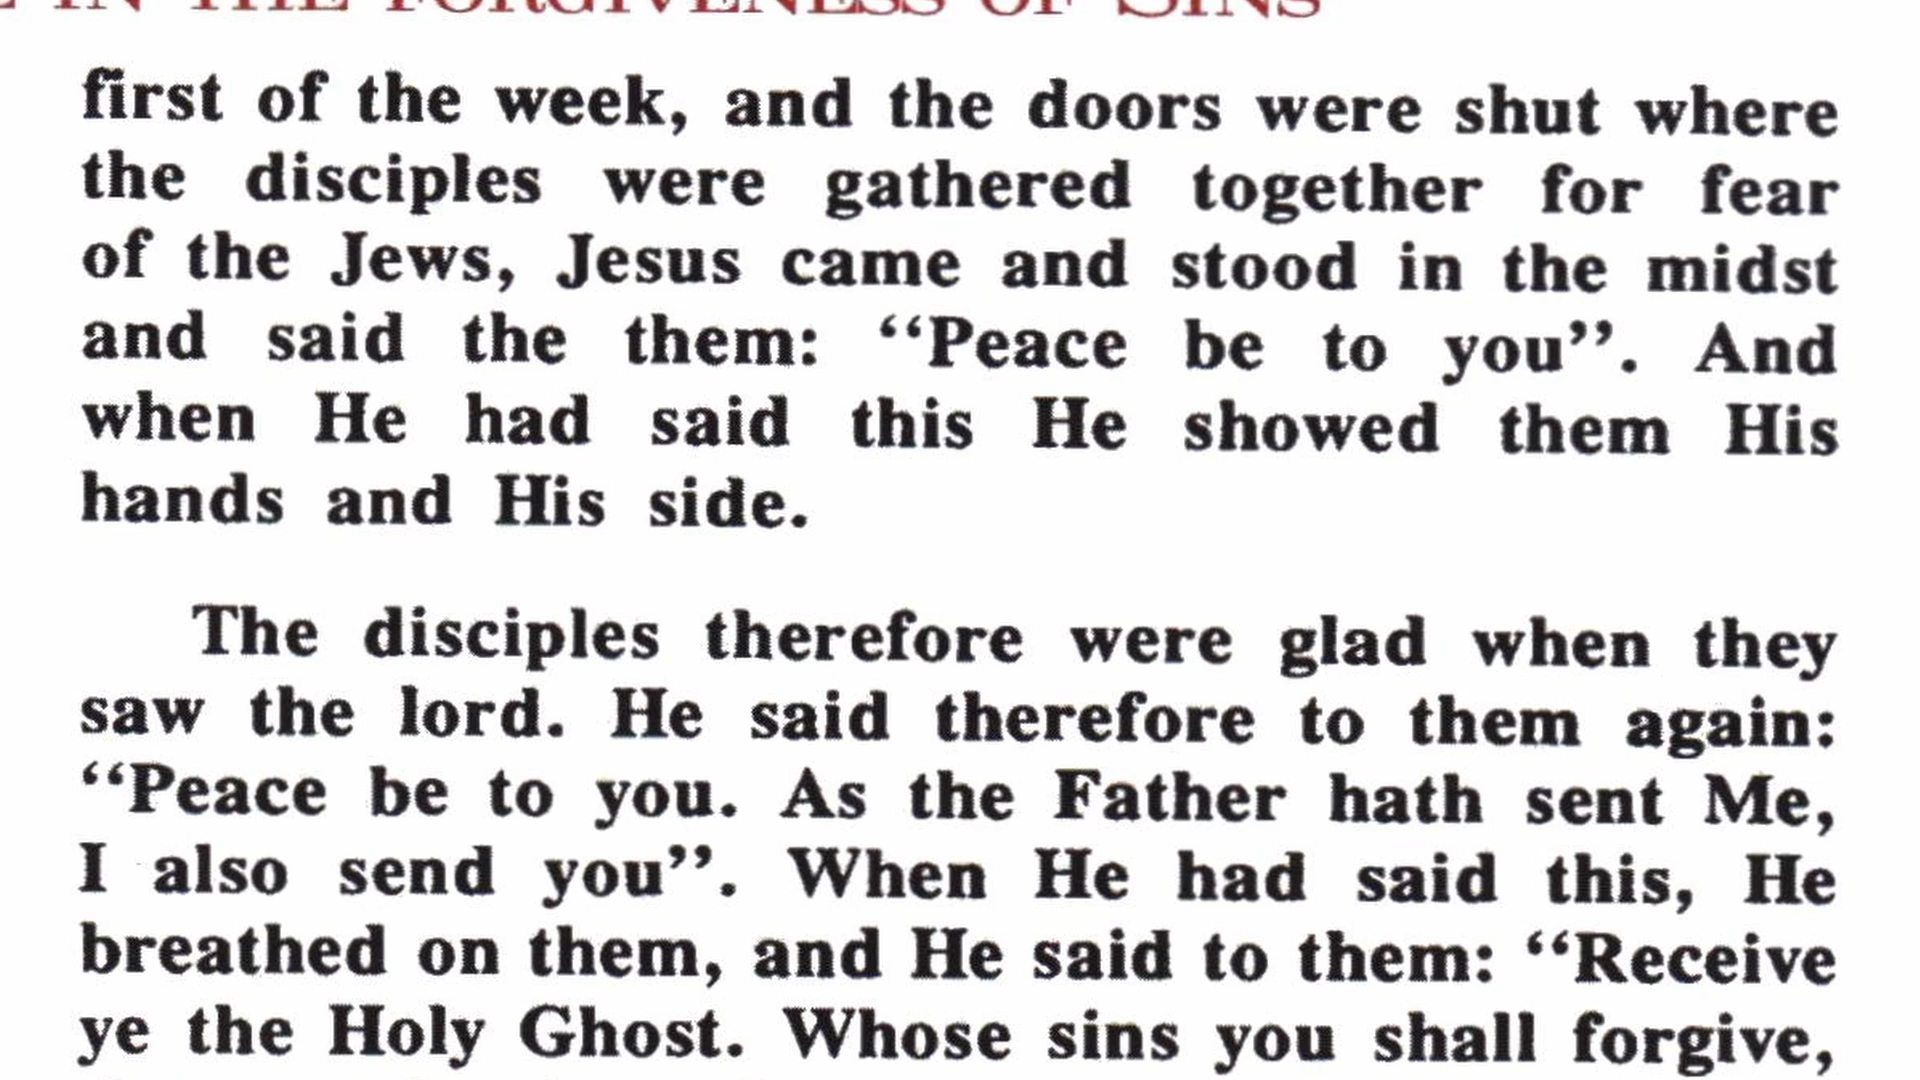 IN THE FORGIVENESS OF SINS
first of the week, and the doors were shut where
the disciples were gathered together for fear
of the Jews, Jesus came and stood in the midst
and said the them: “Peace be to you”. And
when He had said this He showed them His
hands and His side.
The disciples therefore were glad when they
saw the lord. He said therefore to them again:
“Peace be to you. As the Father hath sent Me,
I also send you”. When He had said this, He
breathed on them, and He said to them: “Receive
ye the Holy Ghost. Whose sins you shall forgive,